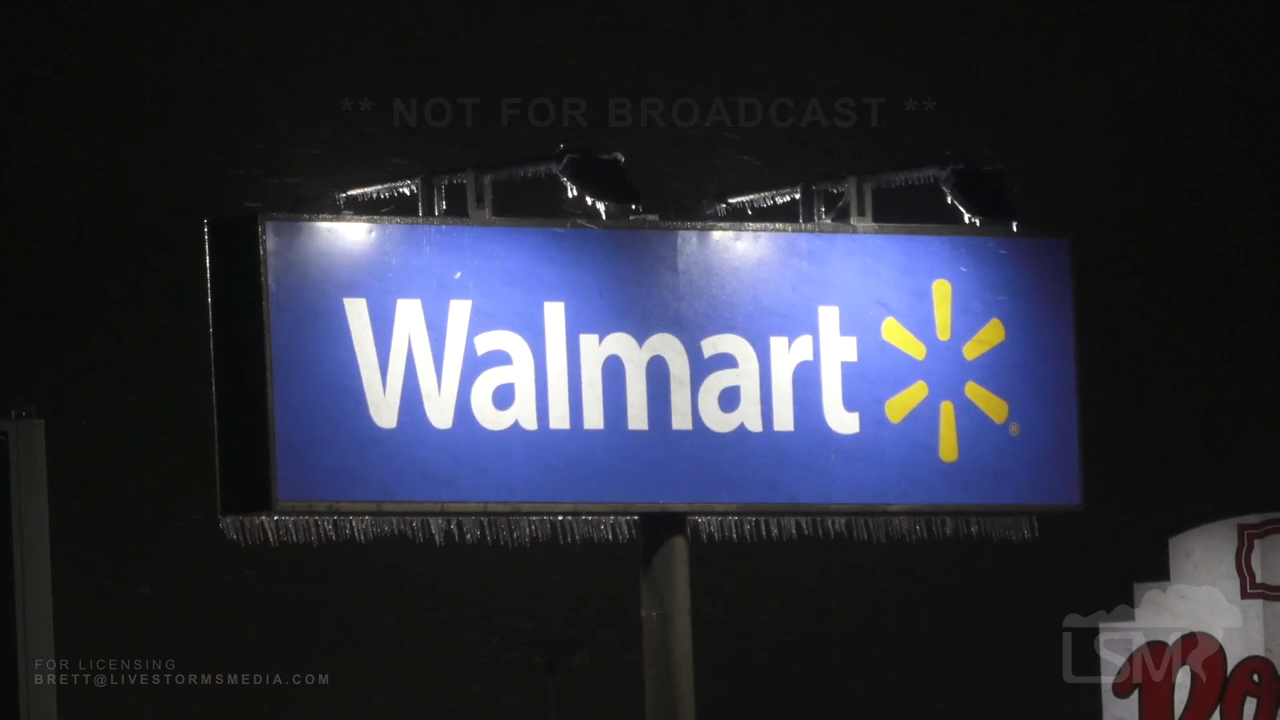 ** NOT FOR BROADCAST **
Walmart
®
LSM
FOR LICENSING
BRETT@LIVESTORMSMEDIA.COM